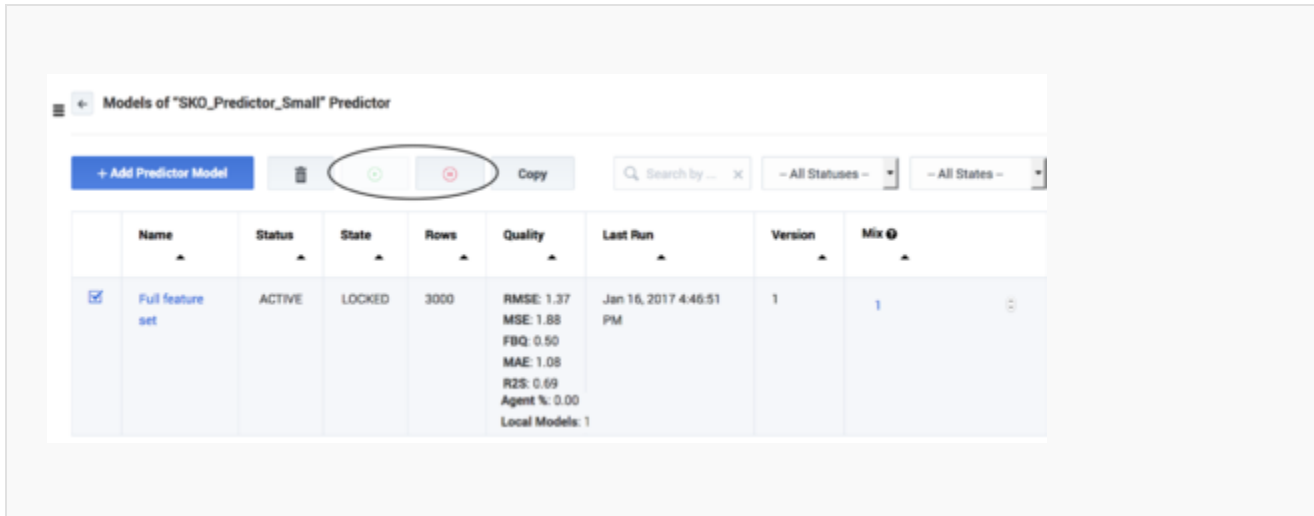 Models of "SKO_Predictor_Small" Predictor
+ Add Predictor Model Copy Search by ... – All Statuses – – All States –
Name Status State Rows Quality Last Run Version Mix
Full feature ACTIVE LOCKED 3000 RMSE: 1.37 Jan 16, 2017 4:46:51 1 1
set MSE: 1.88 PM
FBQ: 0.50
MAE: 1.08
R2S: 0.69
Agent %: 0.00
Local Models: 1